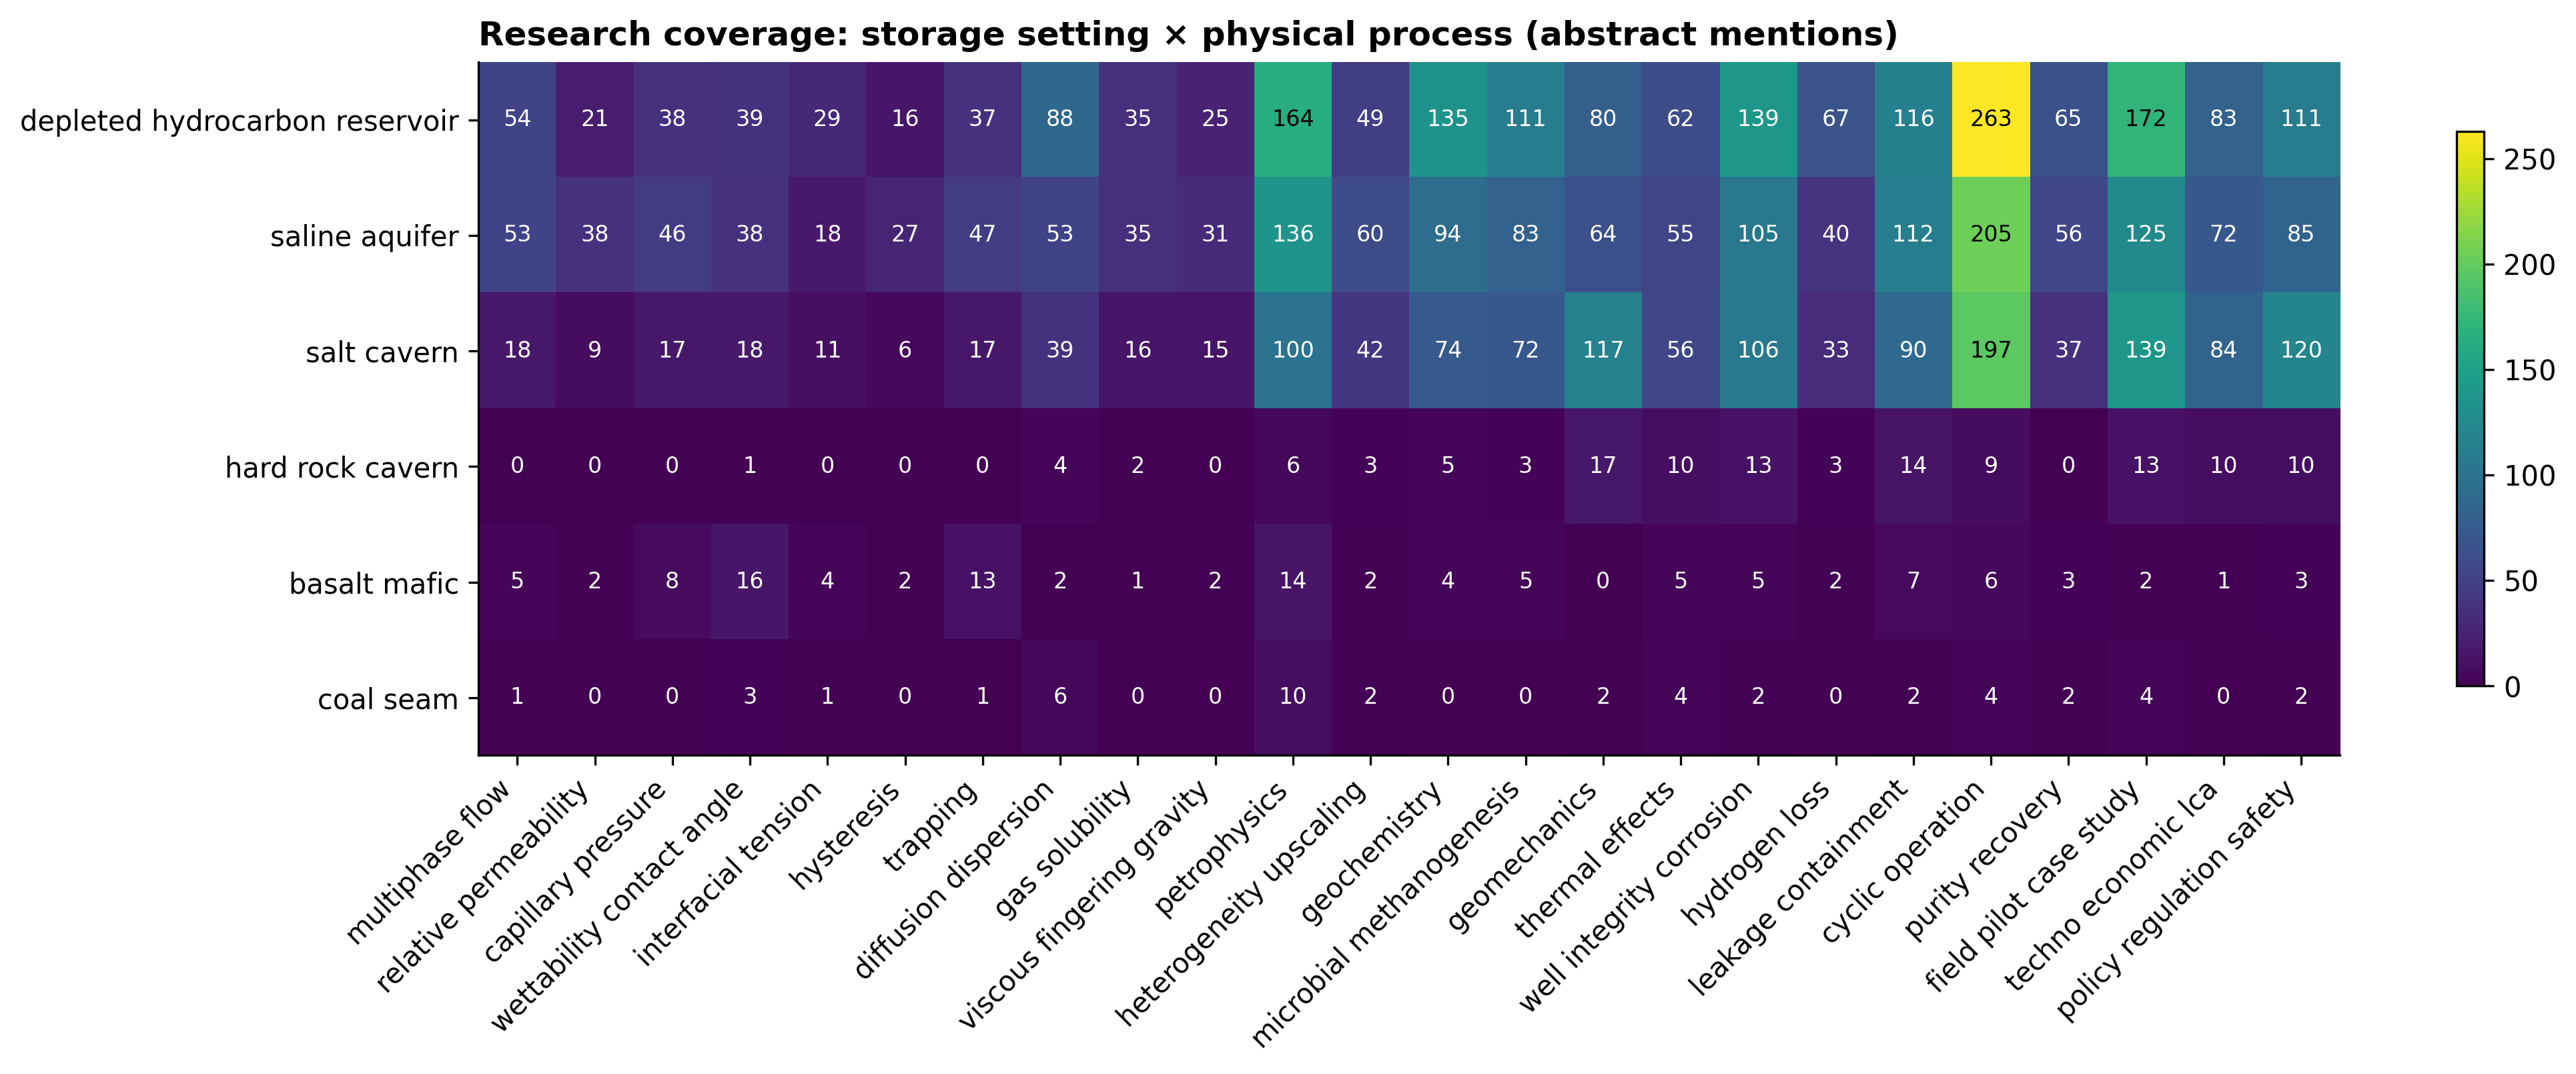 Research coverage: storage setting × physical process (abstract mentions)
depleted hydrocarbon reservoir 54 21 38 39 29 16 37 88 35 25 164 49 135 111 80 62 139 67 116 263 65 172 83 111
saline aquifer 53 38 46 38 18 27 47 53 35 31 136 60 94 83 64 55 105 40 112 205 56 125 72 85
salt cavern 18 9 17 18 11 6 17 39 16 15 100 42 74 72 117 56 106 33 90 197 37 139 84 120
hard rock cavern 0 0 0 1 0 0 0 4 2 0 6 3 5 3 17 10 13 3 14 9 0 13 10 10
basalt mafic 5 2 8 16 4 2 13 2 1 2 14 2 4 5 0 5 5 2 7 6 3 2 1 3
coal seam 1 0 0 3 1 0 1 6 0 0 10 2 0 0 2 4 2 0 2 4 2 4 0 2
multiphase flow
relative permeability
capillary pressure
wettability contact angle
interfacial tension
hysteresis
trapping
diffusion dispersion
gas solubility
viscous fingering gravity
petrophysics
heterogeneity upscaling
geochemistry
microbial methanogenesis
geomechanics
thermal effects
well integrity corrosion
hydrogen loss
leakage containment
cyclic operation
purity recovery
field pilot case study
techno economic lca
policy regulation safety
250
200
150
100
50
0